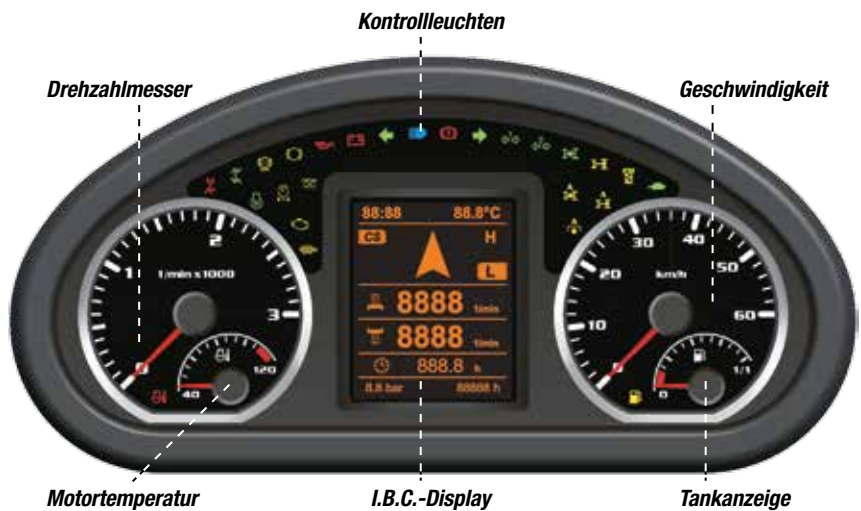 Kontrollleuchten
Drehzahlmesser
Geschwindigkeit
88:88 88.8°C
C3 H
L
8888 1/min
8888 1/min
888.8 h
8.8 bar 88888 h
0 1 2 3
1/min x 1000
40 120
0 10 20 30 40 50 60
km/h
0 1/1
Motortemperatur
I.B.C.-Display
Tankanzeige